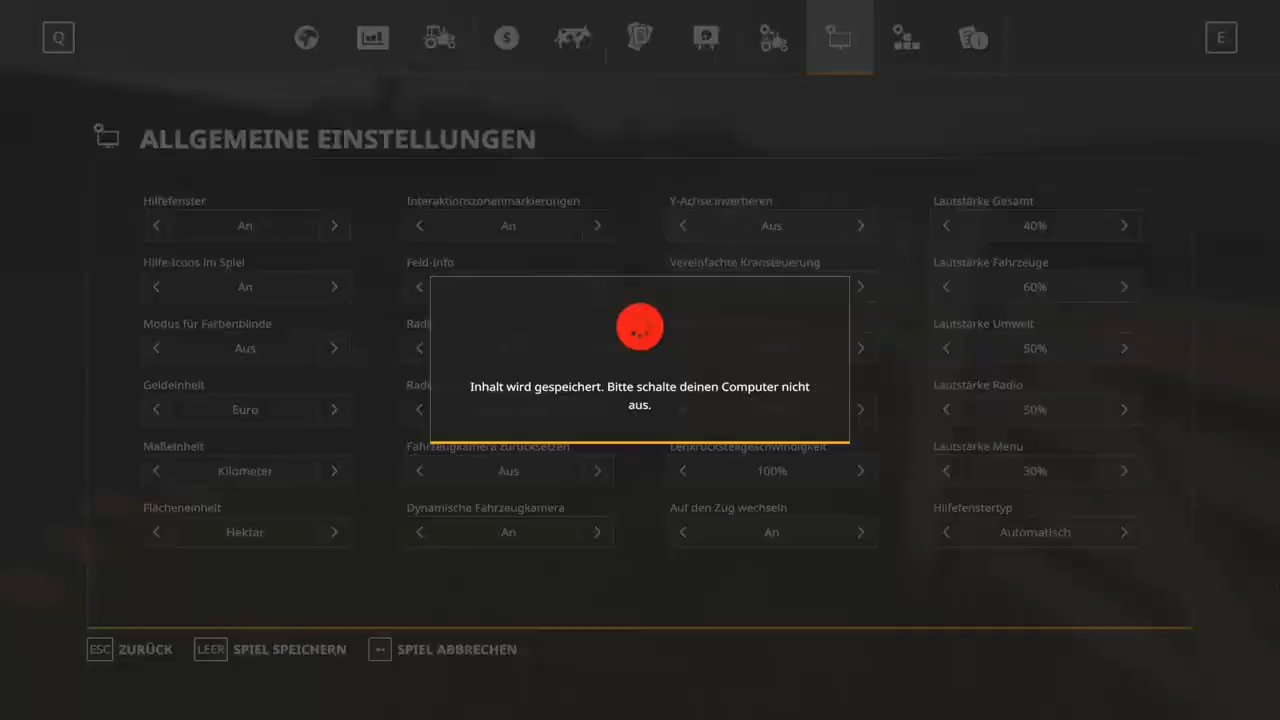 Q
E
ALLGEMEINE EINSTELLUNGEN
Hilfefenster
An
Interaktionszonenmarkierungen
An
Y-Achse invertieren
Aus
Lautstärke Gesamt
40%
Hilfe-Icons im Spiel
An
Feld-Info
Vereinfachte Kransteuerung
Lautstärke Fahrzeuge
60%
Modus für Farbenblinde
Aus
Radi
Lautstärke Umwelt
50%
Geldeinheit
Euro
Radi
Lautstärke Radio
50%
Inhalt wird gespeichert. Bitte schalte deinen Computer nicht
aus.
Maßeinheit
Kilometer
Fahrzeugkamera zurücksetzen
Aus
Lenkrückstellgeschwindigkeit
100%
Lautstärke Menu
30%
Flächeneinheit
Hektar
Dynamische Fahrzeugkamera
An
Auf den Zug wechseln
An
Hilfefenstertyp
Automatisch
ESC ZURÜCK
LEER SPIEL SPEICHERN
SPIEL ABBRECHEN